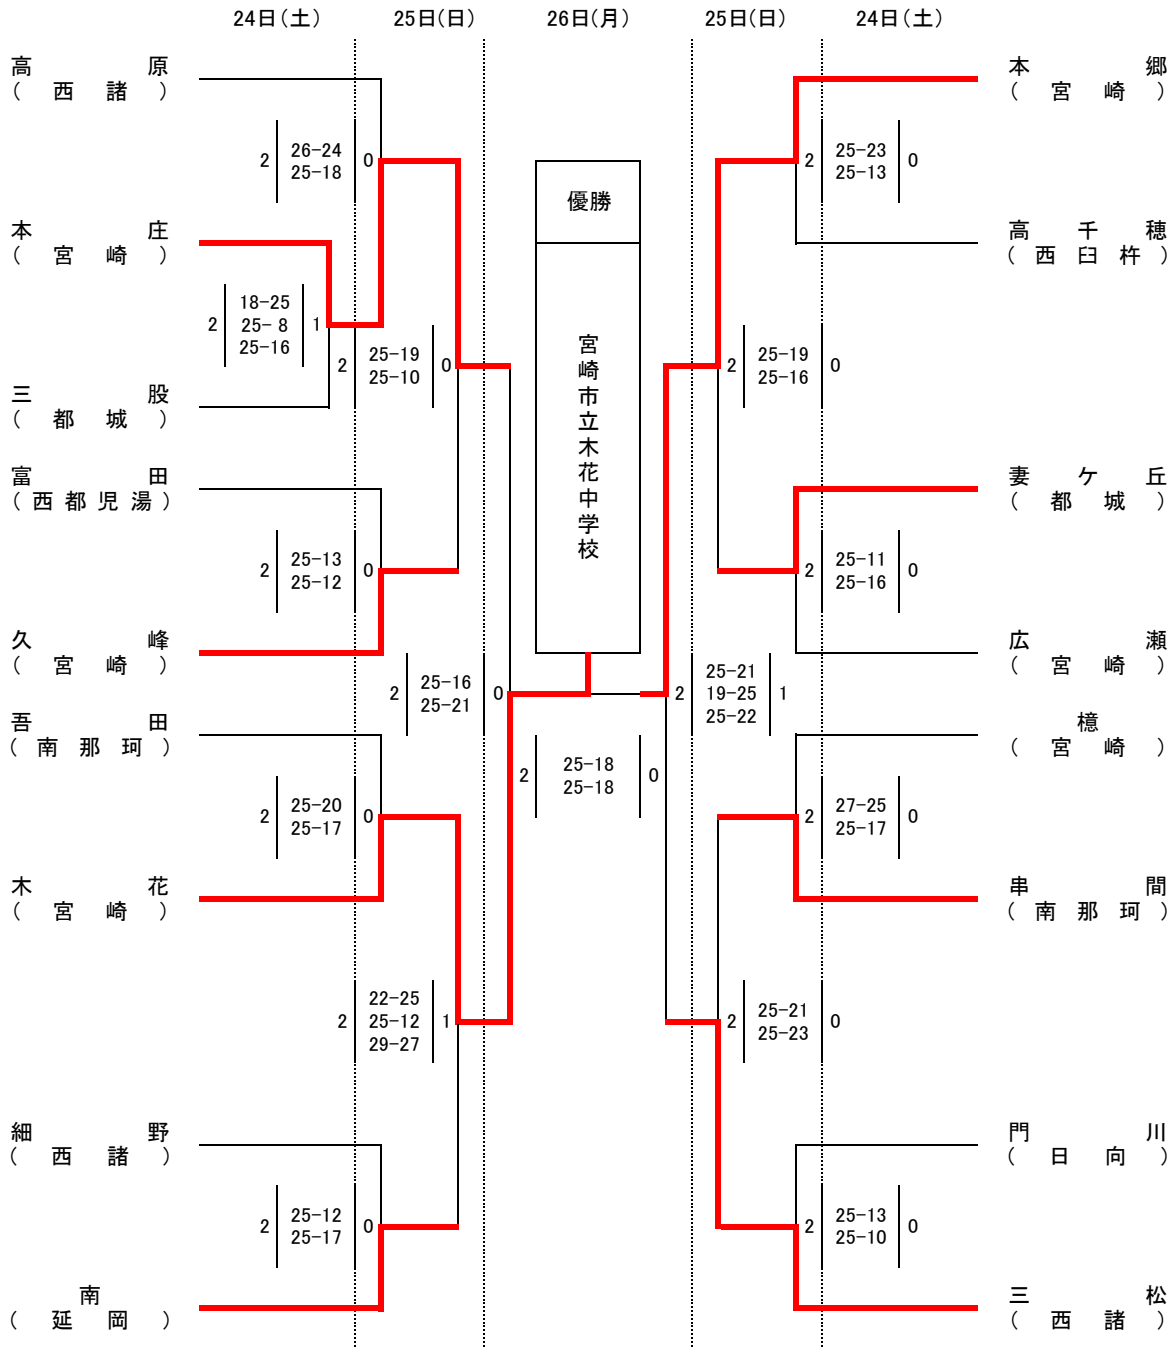 24日(土) 25日(日) 26日(月) 25日(日) 24日(土)
高原
(西諸)
2 26-24 0
25-18
本庄
(宮崎)
2 18-25 1
25- 8
25-16
三股
(都城)
2 25-19 0
25-10
富田
(西都児湯)
2 25-13 0
25-12
久峰
(宮崎)
2 25-16 0
25-21
吾田
(南那珂)
2 25-20 0
25-17
木花
(宮崎)
2 22-25 1
25-12
29-27
細野
(西諸)
2 25-12 0
25-17
南
(延岡)
優勝
宮崎市立木花中学校
2 25-18 0
25-18
本郷
(宮崎)
2 25-23 0
25-13
高千穂
(西臼杵)
2 25-19 0
25-16
妻ケ丘
(都城)
2 25-11 0
25-16
広瀬
(宮崎)
2 25-21 1
19-25
25-22
檍
(宮崎)
2 27-25 0
25-17
串間
(南那珂)
2 25-21 0
25-23
門川
(日向)
2 25-13 0
25-10
三松
(西諸)